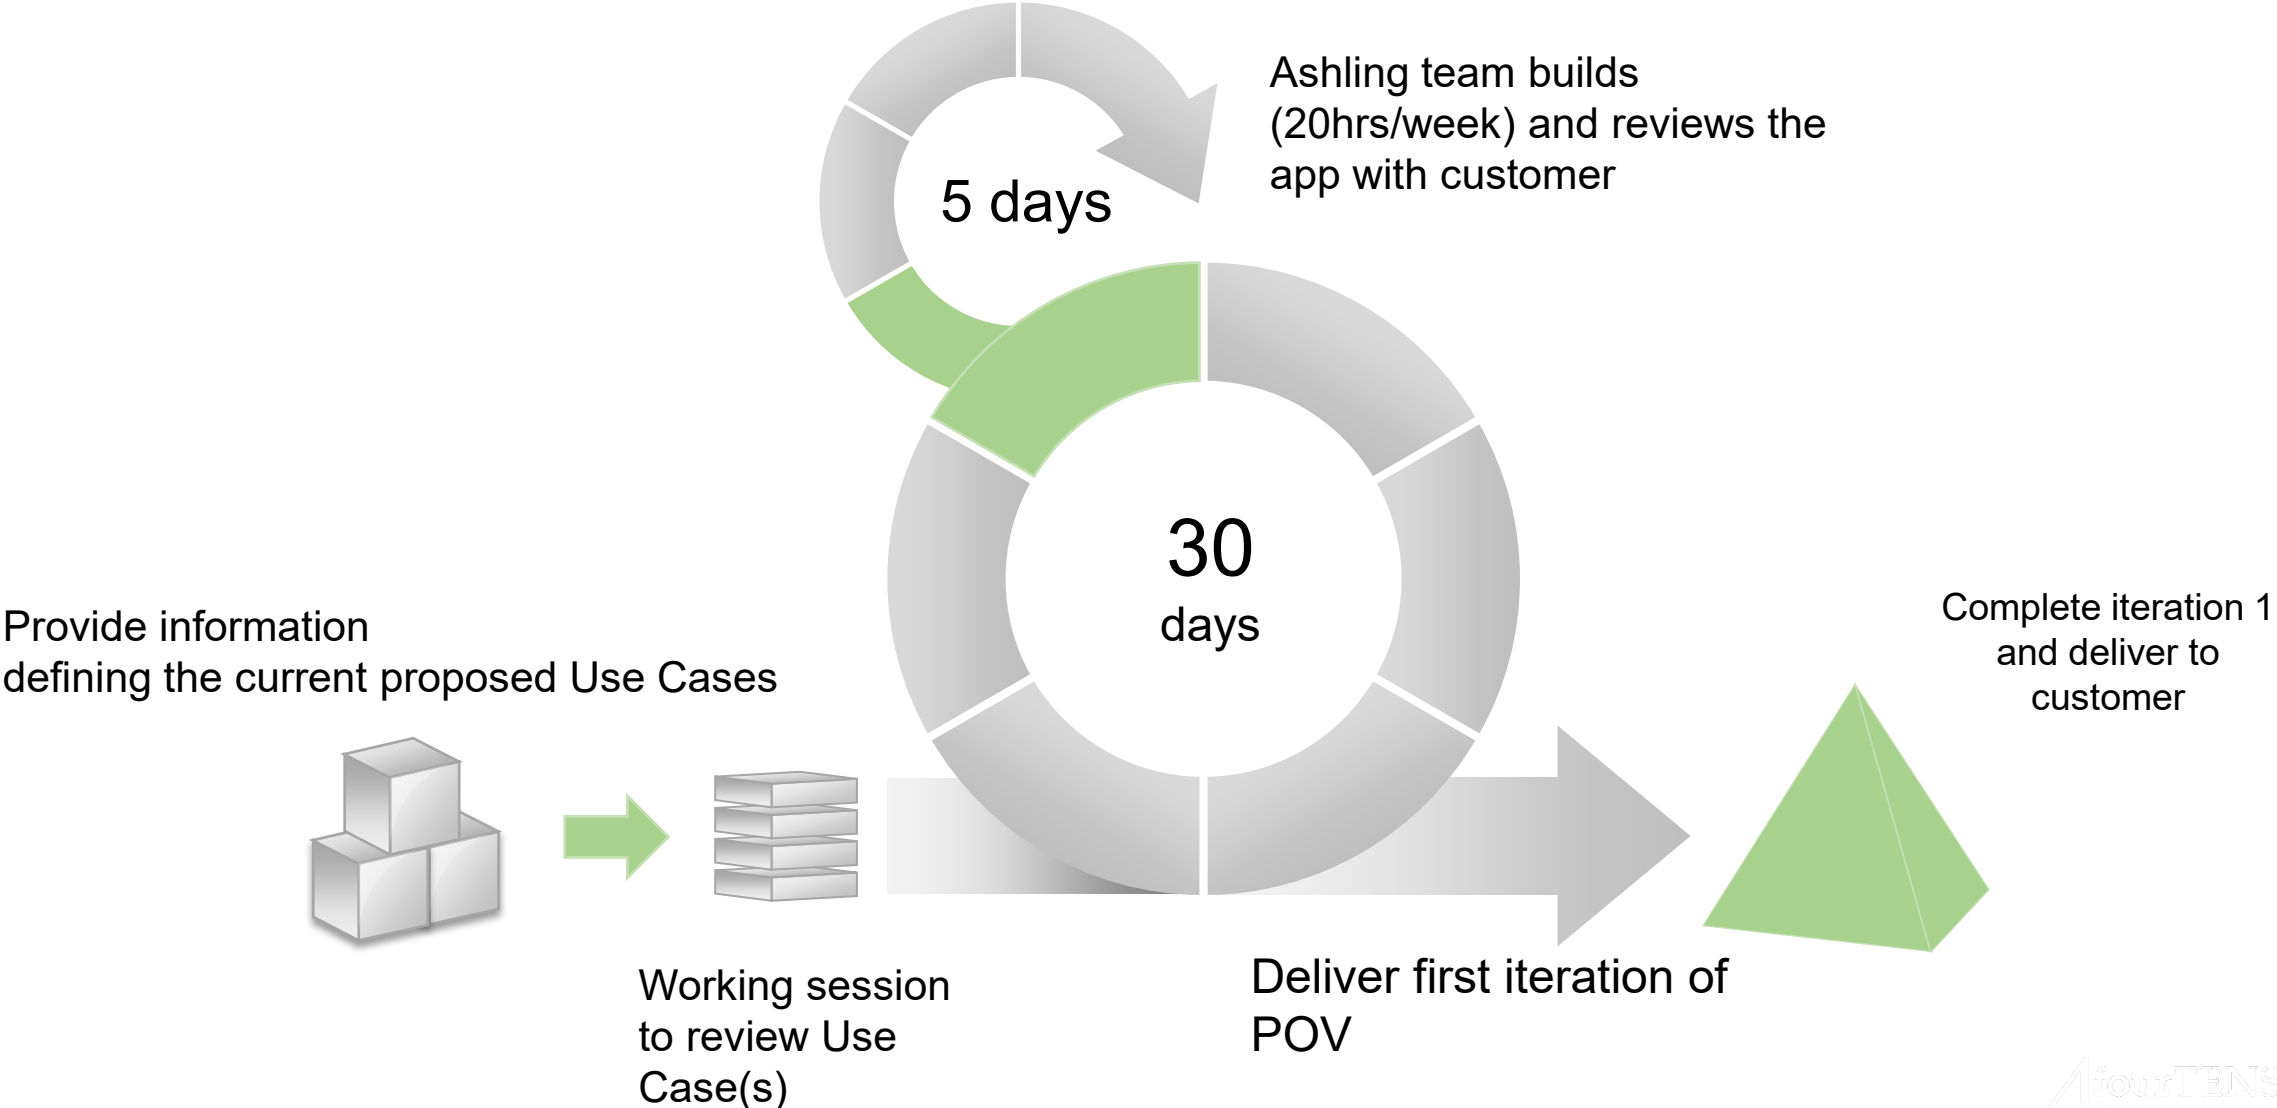 Ashling team builds
(20hrs/week) and reviews the
app with customer
5 days
30
days
Provide information
defining the current proposed Use Cases
Complete iteration 1
and deliver to
customer
Working session
to review Use
Case(s)
Deliver first iteration of
POV
fourTENS